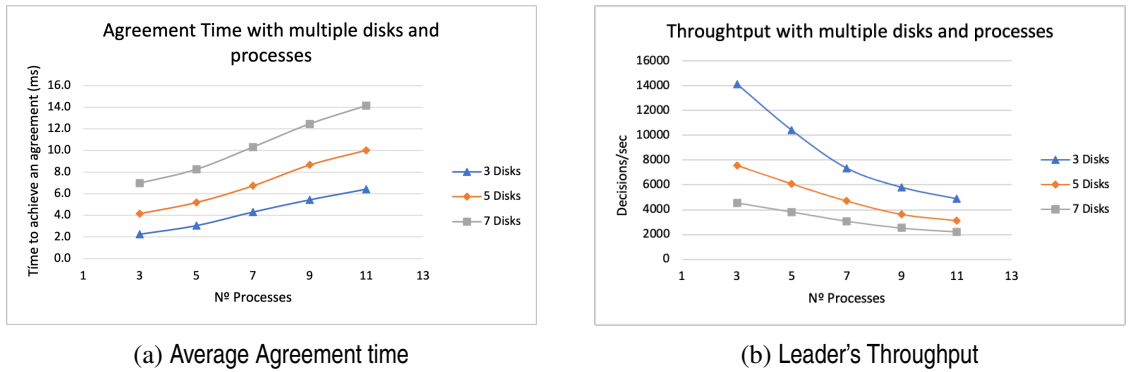 Agreement Time with multiple disks and
processes
Time to achieve an agreement (ms)
16.0
14.0
12.0
10.0
8.0
6.0
4.0
2.0
0.0
1 3 5 7 9 11 13
Nº Processes
3 Disks
5 Disks
7 Disks
(a) Average Agreement time
Throughtput with multiple disks and processes
Decisions/sec
16000
14000
12000
10000
8000
6000
4000
2000
0
1 3 5 7 9 11 13
Nº Processes
3 Disks
5 Disks
7 Disks
(b) Leader's Throughput